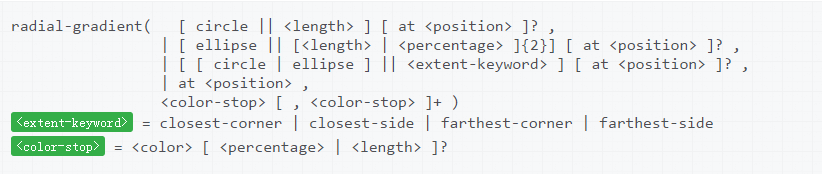 radial-gradient( [ circle || <length> ] [ at <position> ]? ,
| [ ellipse || [<length> | <percentage> ]{2}] [ at <position> ]? ,
| [ [ circle | ellipse ] || <extent-keyword> ] [ at <position> ]? ,
| at <position> ,
<color-stop> [ , <color-stop> ]+ )
<extent-keyword> = closest-corner | closest-side | farthest-corner | farthest-side
<color-stop> = <color> [ <percentage> | <length> ]?